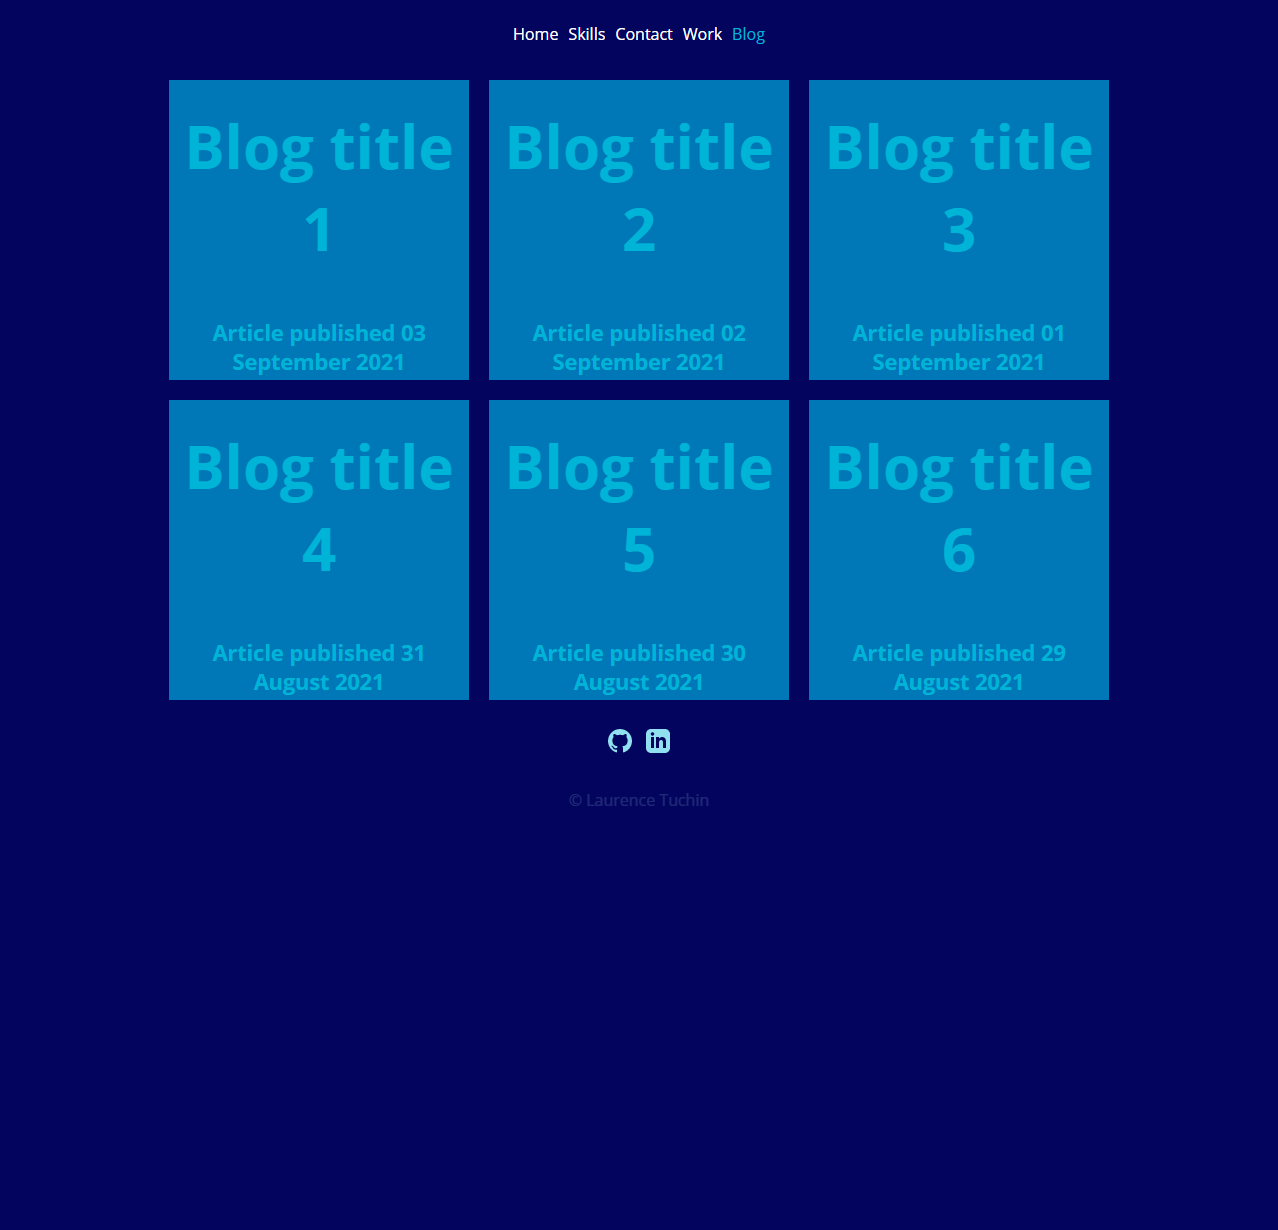 Home Skills Contact Work Blog
Blog title
1
Article published 03
September 2021
Blog title
2
Article published 02
September 2021
Blog title
3
Article published 01
September 2021
Blog title
4
Article published 31
August 2021
Blog title
5
Article published 30
August 2021
Blog title
6
Article published 29
August 2021
in
© Laurence Tuchin